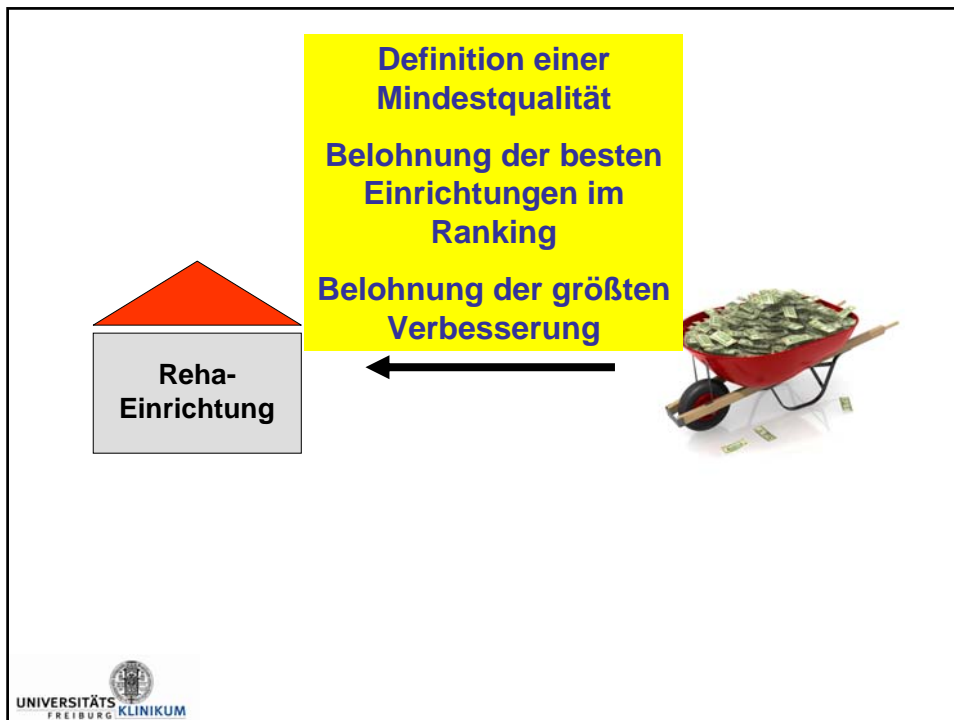 Definition einer
Mindestqualität
Belohnung der besten
Einrichtungen im
Ranking
Belohnung der größten
Verbesserung
Reha-
Einrichtung
UNIVERSITÄTS
FREIBURG KLINIKUM